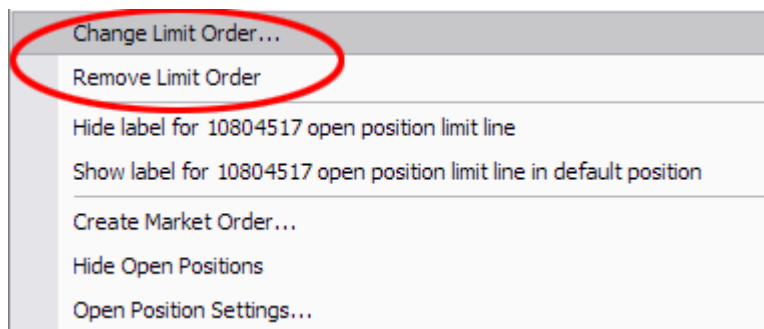 Change Limit Order...
Remove Limit Order
Hide label for 10804517 open position limit line
Show label for 10804517 open position limit line in default position
Create Market Order...
Hide Open Positions
Open Position Settings...